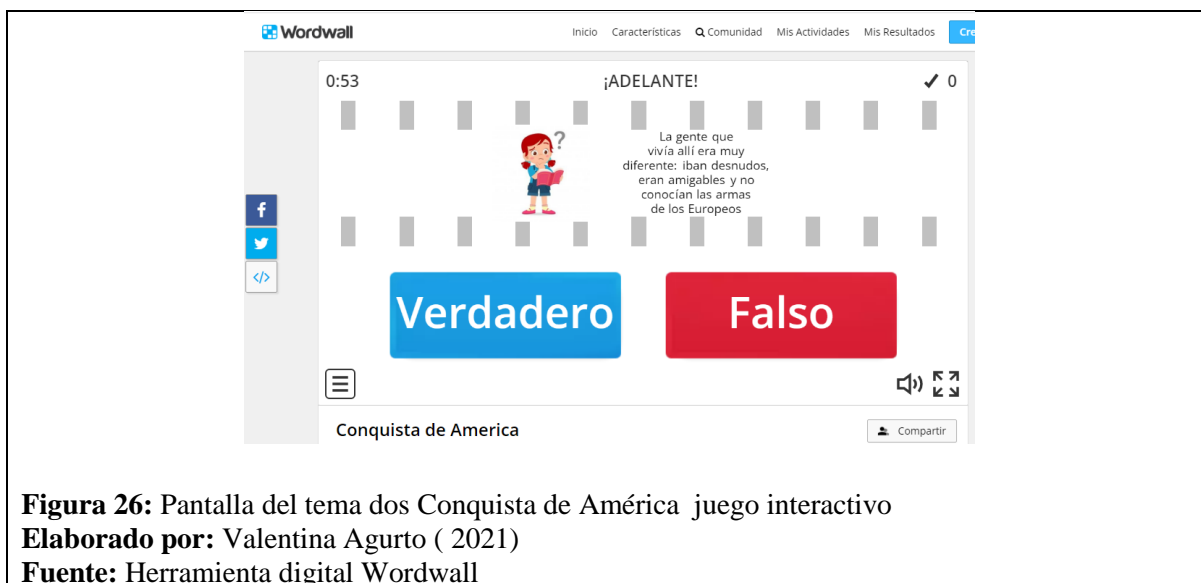 Wordwall
Inicio Características Comunidad Mis Actividades Mis Resultados Cre
0:53 ¡ADELANTE! ✓ 0
?
La gente que
vivía allí era muy
diferente: iban desnudos,
eran amigables y no
conocían las armas
de los Europeos
f
</>
Verdadero Falso
Conquista de America Compartir
Figura 26: Pantalla del tema dos Conquista de América juego interactivo
Elaborado por: Valentina Agurto ( 2021)
Fuente: Herramienta digital Wordwall